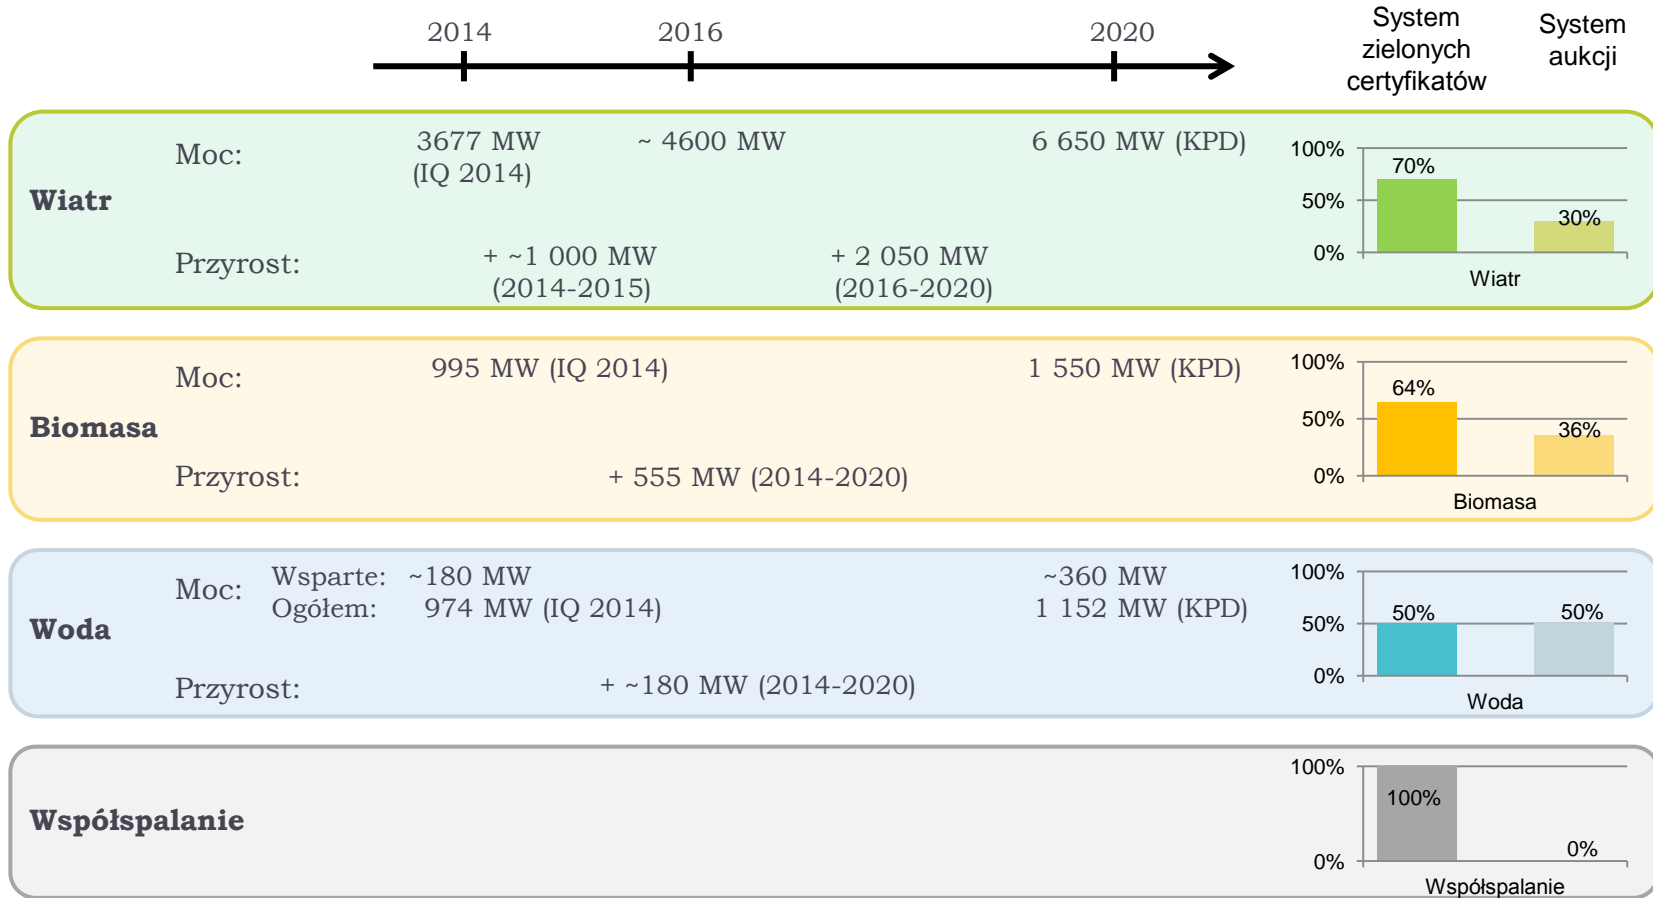 2014 2016 2020
System
zielonych
certyfikatów
System
aukcji
Wiatr
Moc: 3677 MW ~ 4600 MW 6 650 MW (KPD)
(IQ 2014)
Przyrost: + ~1 000 MW + 2 050 MW
(2014-2015) (2016-2020)
100%
50%
0%
70%
30%
Wiatr
Biomasa
Moc: 995 MW (IQ 2014) 1 550 MW (KPD)
Przyrost: + 555 MW (2014-2020)
100%
50%
0%
64%
36%
Biomasa
Woda
Moc:
Wsparte: ~180 MW ~360 MW
Ogółem: 974 MW (IQ 2014) 1 152 MW (KPD)
Przyrost: + ~180 MW (2014-2020)
100%
50%
0%
50%
50%
Woda
Współspalanie
100%
0%
100%
0%
Współspalanie